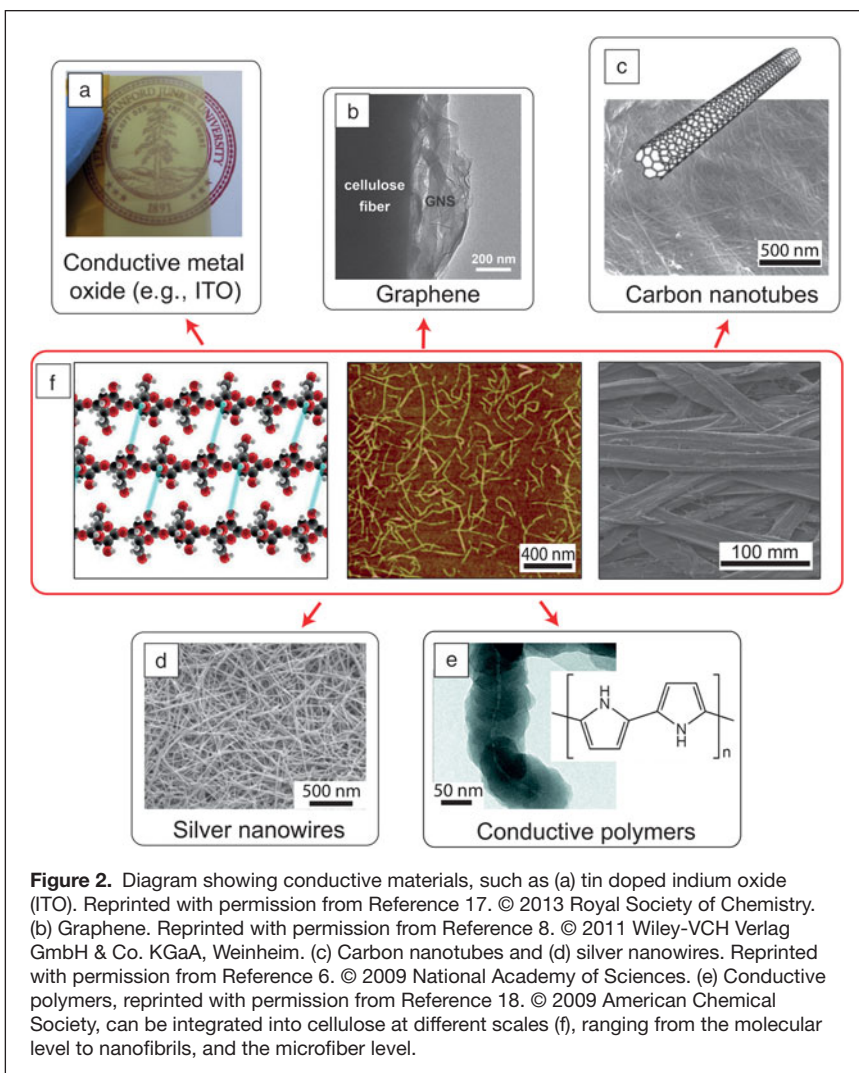 a
STANFORD JUNIOR UNIVERSITY
1891
Conductive metal
oxide (e.g., ITO)
b
cellulose
fiber
GNS
200 nm
Graphene
c
500 nm
Carbon nanotubes
f
400 nm
100 mm
d
500 nm
Silver nanowires
e
50 nm
H
N
N
H
n
Conductive polymers
Figure 2. Diagram showing conductive materials, such as (a) tin doped indium oxide
(ITO). Reprinted with permission from Reference 17. © 2013 Royal Society of Chemistry.
(b) Graphene. Reprinted with permission from Reference 8. © 2011 Wiley-VCH Verlag
GmbH & Co. KGaA, Weinheim. (c) Carbon nanotubes and (d) silver nanowires. Reprinted
with permission from Reference 6. © 2009 National Academy of Sciences. (e) Conductive
polymers, reprinted with permission from Reference 18. © 2009 American Chemical
Society, can be integrated into cellulose at different scales (f), ranging from the molecular
level to nanofibrils, and the microfiber level.